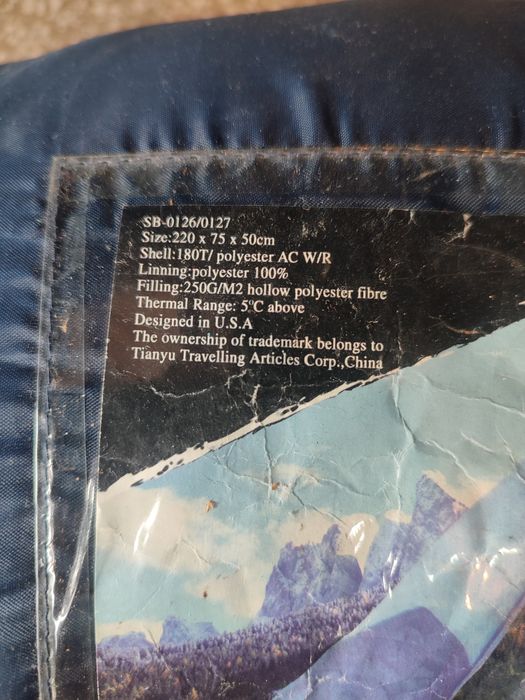 SB-0126/0127
Size:220 x 75 x 50cm
Shell:180T/ polyester AC W/R
Linning:polyester 100%
Filling:250G/M2 hollow polyester fibre
Thermal Range: 5°C above
Designed in U.S.A
The ownership of trademark belongs to
Tianyu Travelling Articles Corp.,China